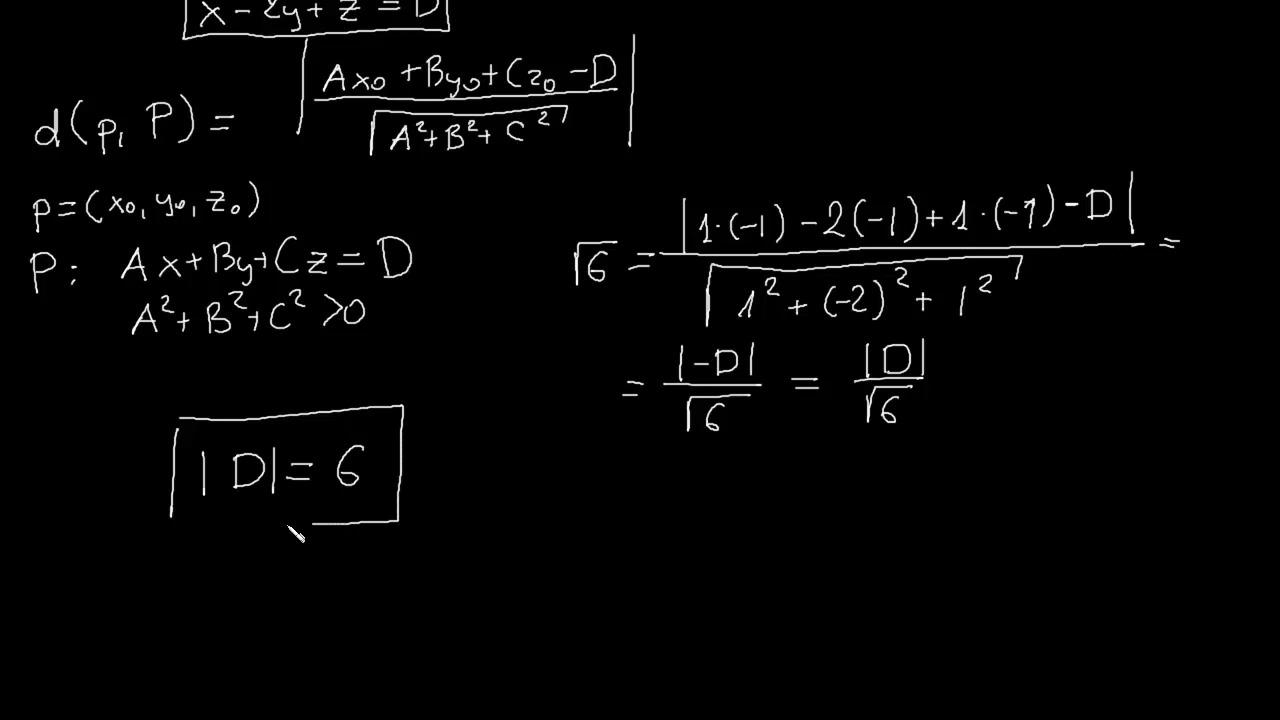 x - 2y + z = D
d(p, P) = |Ax0 + By0 + Cz0 - D / √A²+B²+C²|
p = (x0, y0, z0)
P: Ax + By + Cz = D
A² + B² + C² > 0
√6 = |1·(-1) - 2(-1) + 1·(-1) - D| / √1² + (-2)² + 1² =
= |-D| / √6 = |D| / √6
|D| = 6